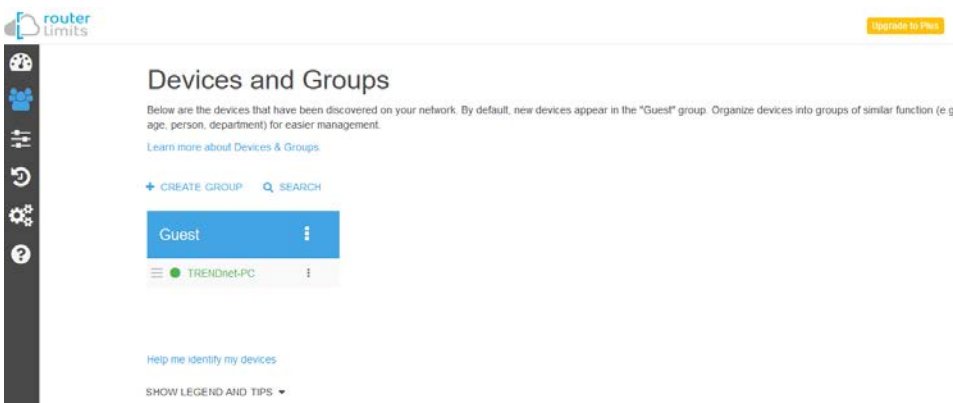 router
Limits
Upgrade to Plus
Devices and Groups
Below are the devices that have been discovered on your network. By default, new devices appear in the "Guest" group. Organize devices into groups of similar function (e.g
age, person, department) for easier management.
Learn more about Devices & Groups
+ CREATE GROUP SEARCH
Guest
TRENDnet-PC
Help me identify my devices
SHOW LEGEND AND TIPS